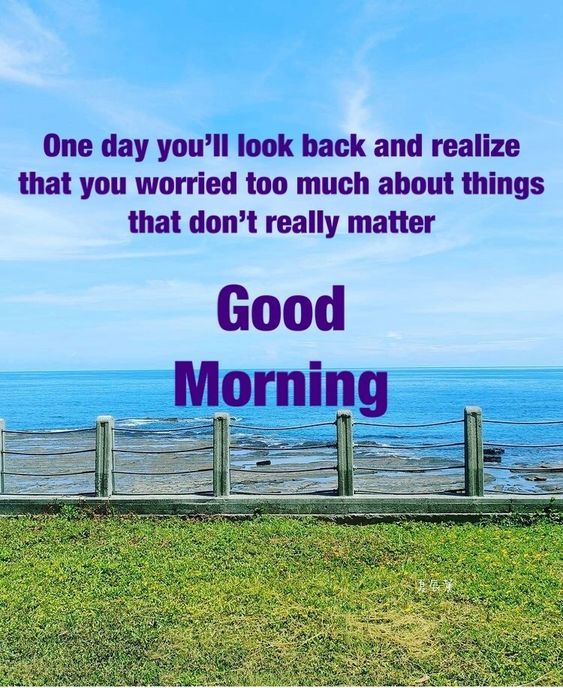 One day you’ll look back and realize
that you worried too much about things
that don’t really matter
Good
Morning